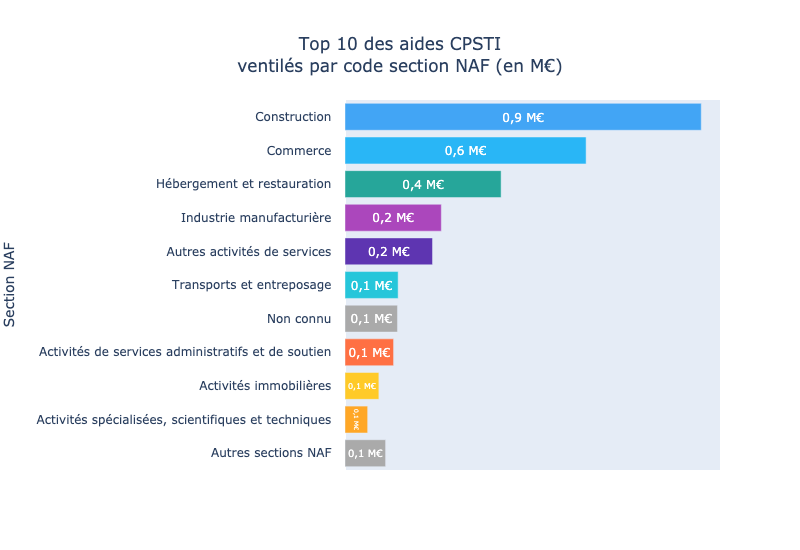 Top 10 des aides CPSTI
ventilés par code section NAF (en M€)
Section NAF
Construction 0,9 M€
Commerce 0,6 M€
Hébergement et restauration 0,4 M€
Industrie manufacturière 0,2 M€
Autres activités de services 0,2 M€
Transports et entreposage 0,1 M€
Non connu 0,1 M€
Activités de services administratifs et de soutien 0,1 M€
Activités immobilières 0,1 M€
Activités spécialisées, scientifiques et techniques 0,1 M€
Autres sections NAF 0,1 M€